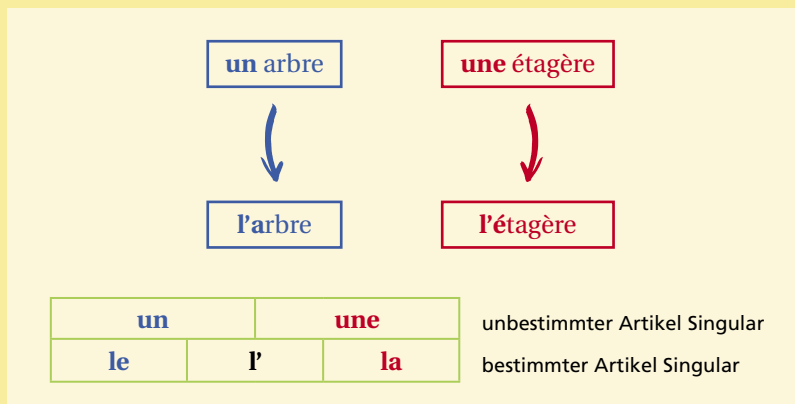 un arbre une étagère
l'arbre l'étagère
un une unbestimmter Artikel Singular
le l' la bestimmter Artikel Singular